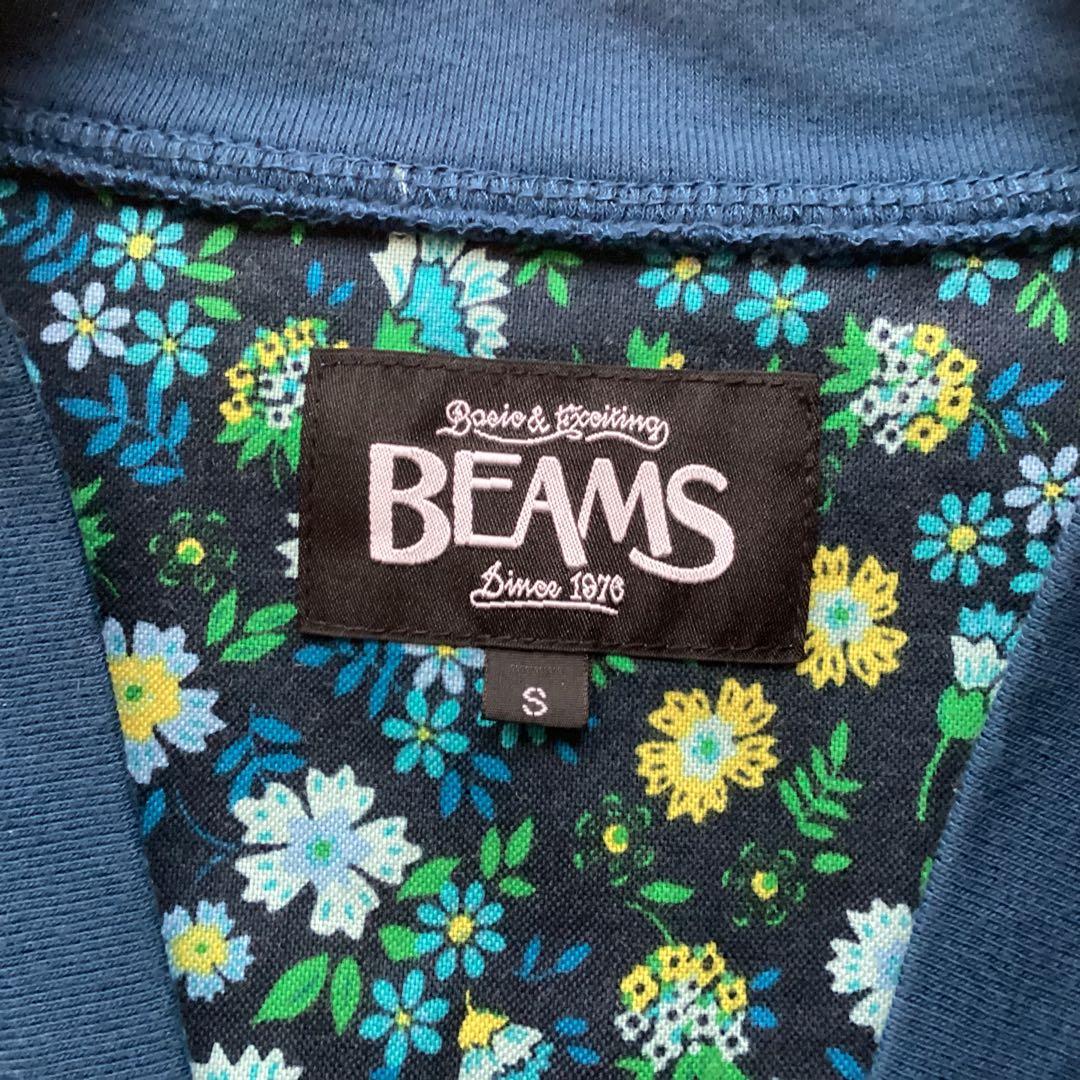 Basic & Exciting
BEAMS
Since 1976
S